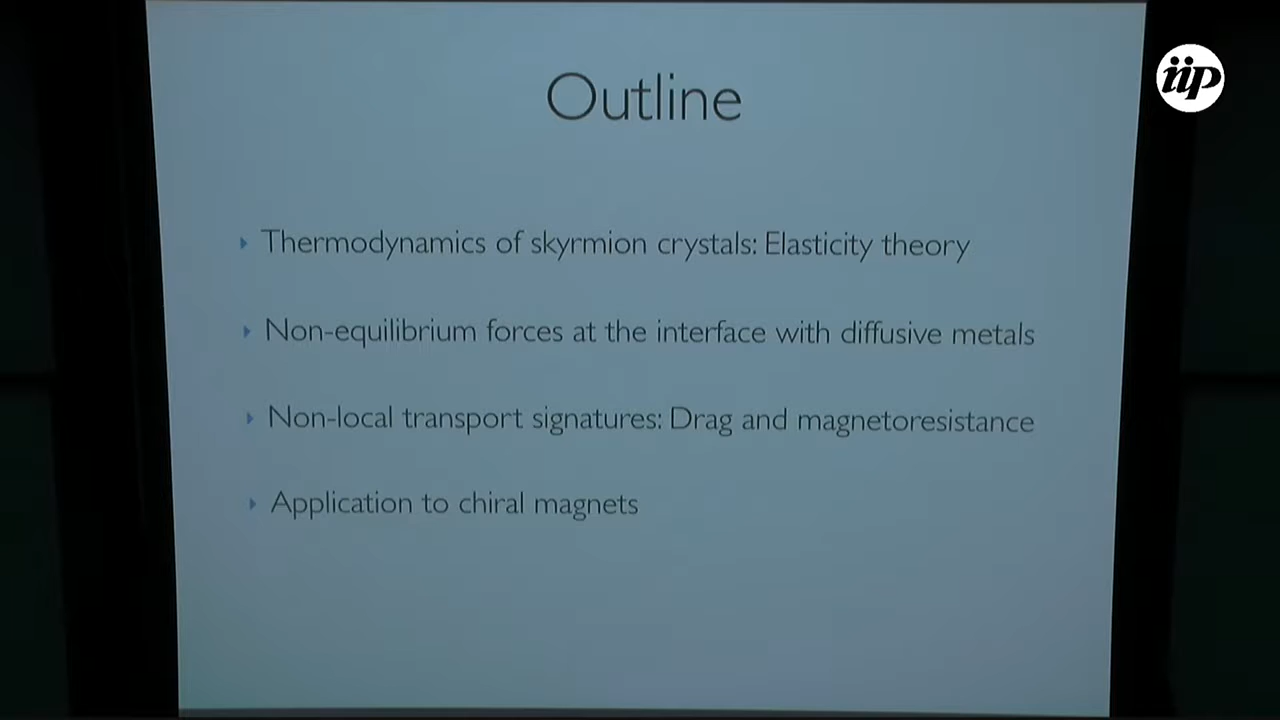 iip
Outline
Thermodynamics of skyrmion crystals: Elasticity theory
Non-equilibrium forces at the interface with diffusive metals
Non-local transport signatures: Drag and magnetoresistance
Application to chiral magnets